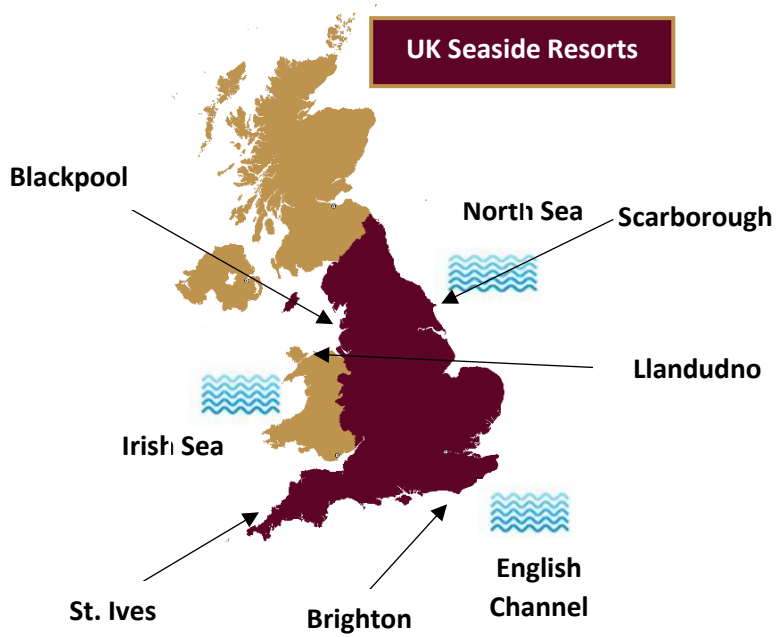 UK Seaside Resorts
Blackpool
North Sea
Scarborough
Llandudno
Irish Sea
English
Channel
St. Ives
Brighton